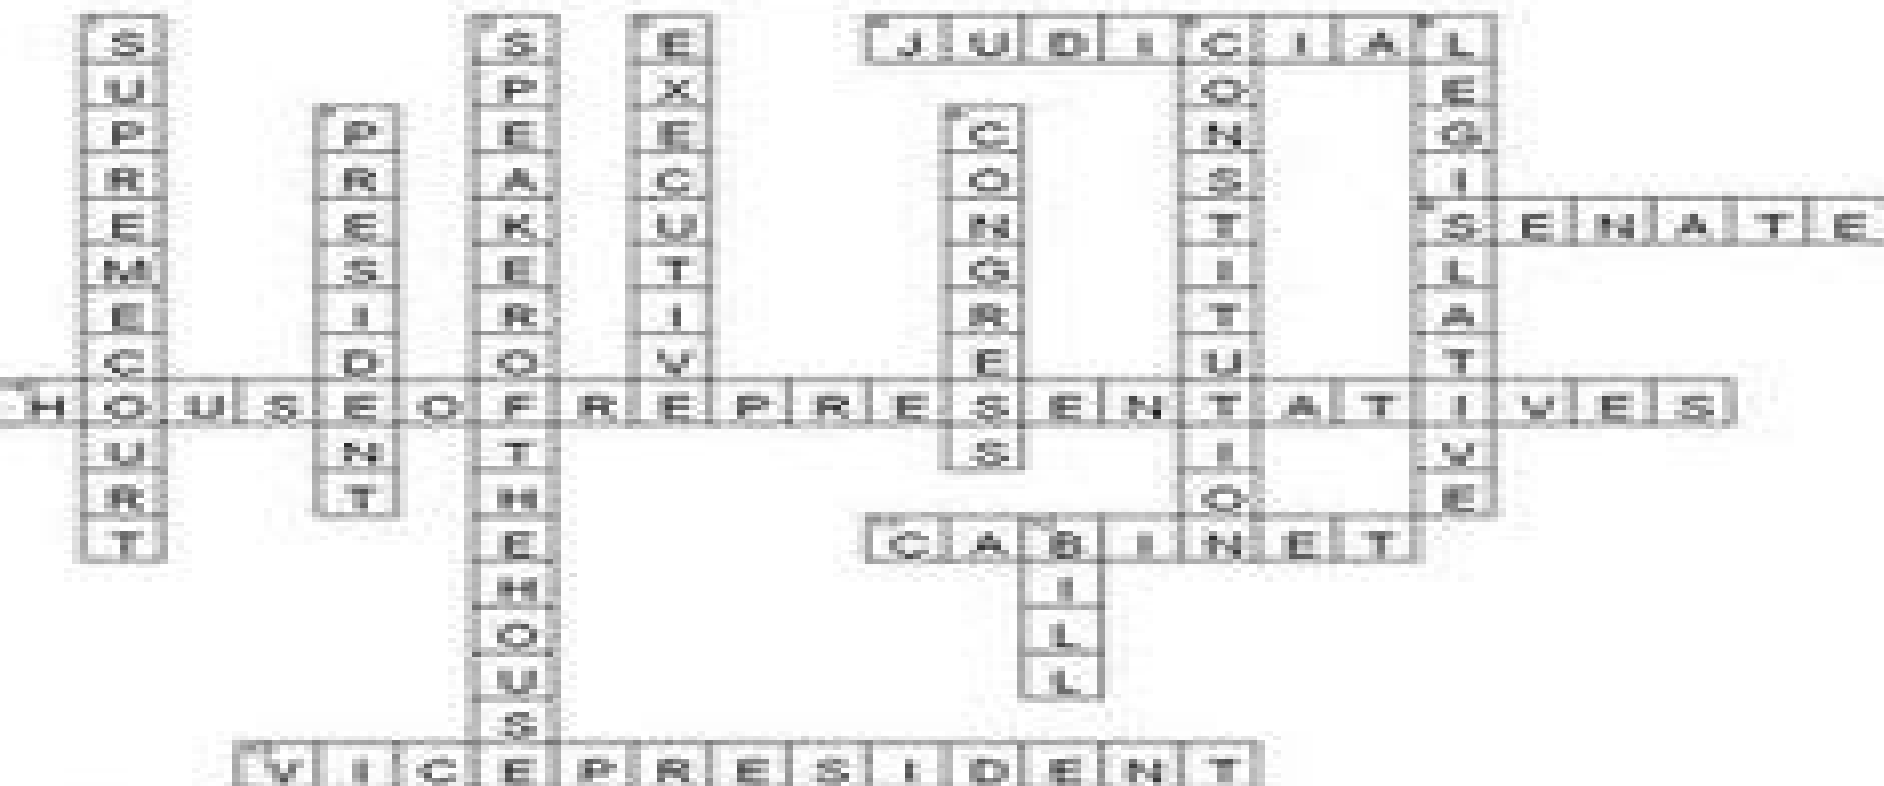 SUPREMECOURT
SPEAKEROFTHEHOUSE
EXECUTIVE
JUDICIAL
CONSTITUTION
LEGISLATIVE
PRESIDENT
CONGRESS
SENATE
HOUSEOFREPRESENTATIVES
CABINET
BILL
VICEPRESIDENT